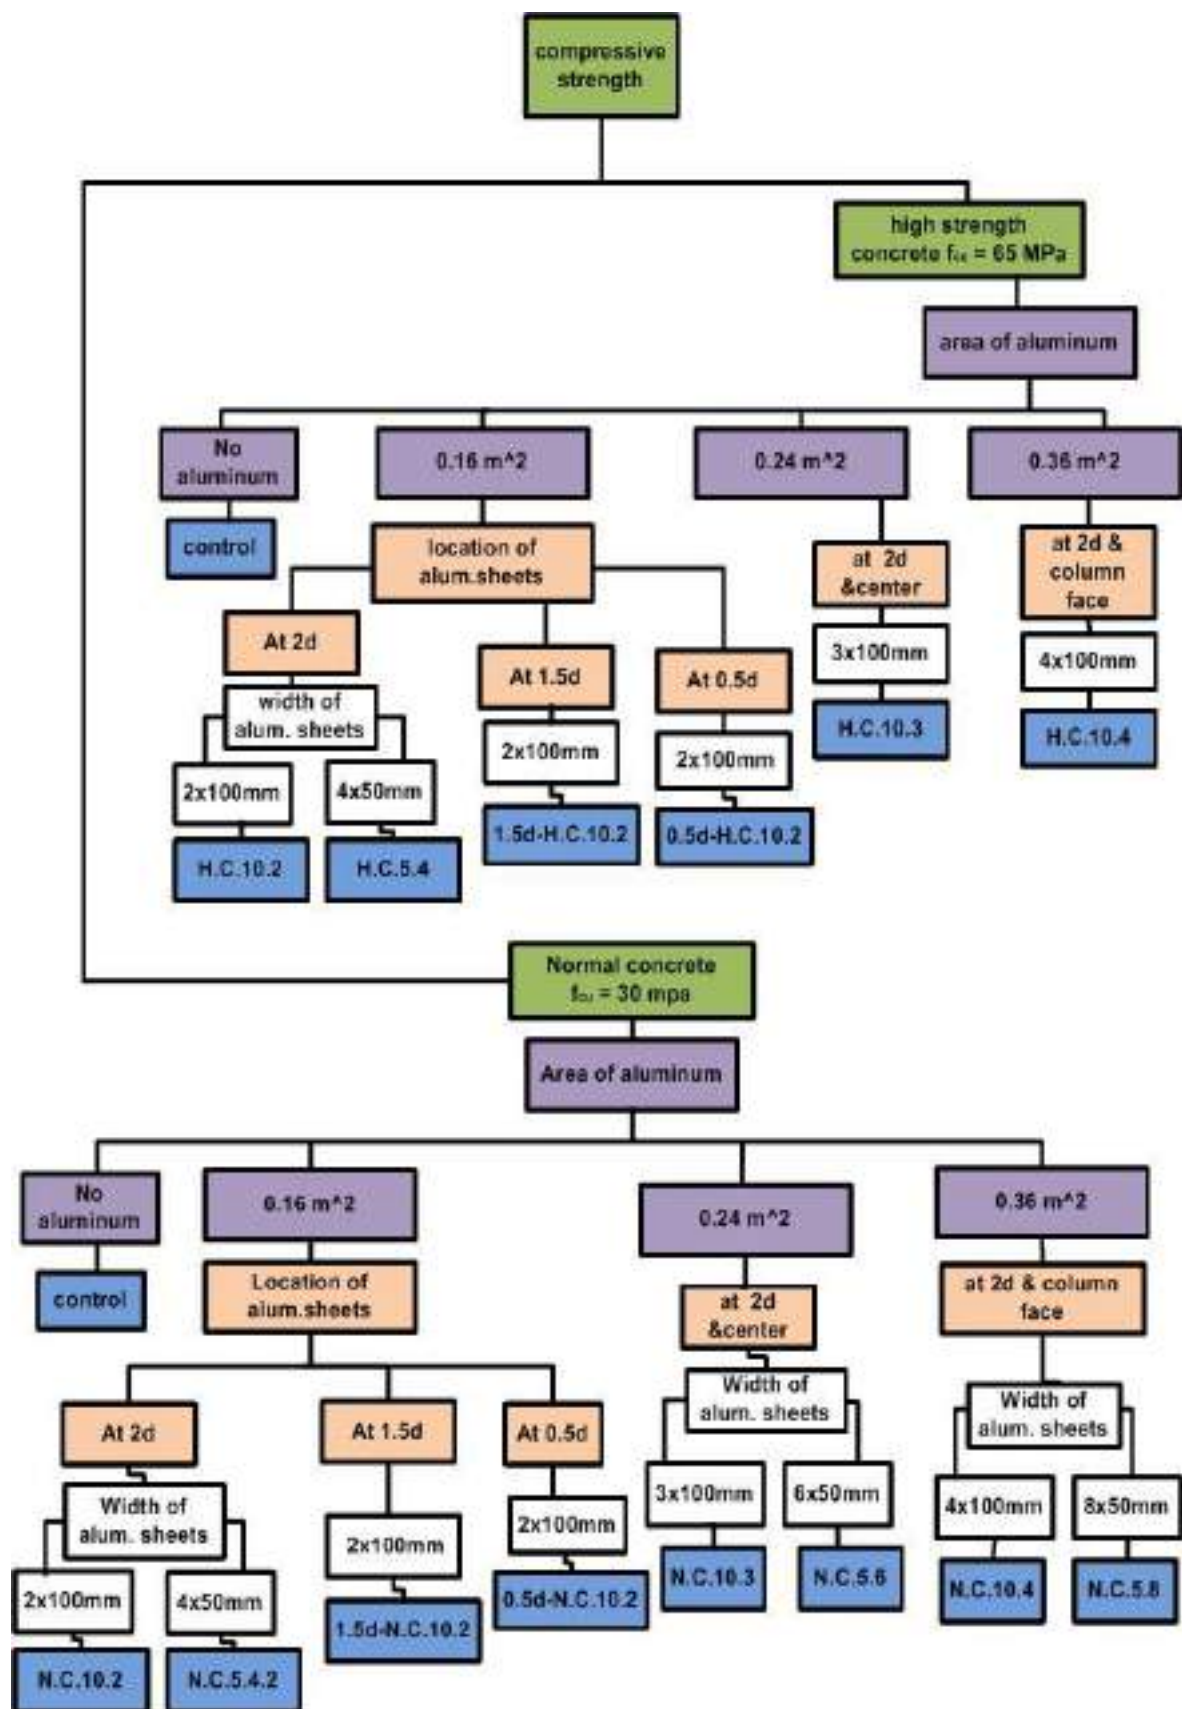 compressive
strength
high strength
concrete fcu = 65 MPa
area of aluminum
No
aluminum
0.16 m^2
0.24 m^2
0.36 m^2
control
location of
alum.sheets
at 2d
&center
at 2d &
column
face
At 2d
At 1.5d
At 0.5d
3x100mm
4x100mm
width of
alum. sheets
2x100mm
4x50mm
2x100mm
2x100mm
H.C.10.3
H.C.10.4
H.C.10.2
H.C.5.4
1.5d-H.C.10.2
0.5d-H.C.10.2
Normal concrete
fcu = 30 mpa
Area of aluminum
No
aluminum
0.16 m^2
0.24 m^2
0.36 m^2
control
Location of
alum.sheets
at 2d
&center
at 2d & column
face
At 2d
At 1.5d
At 0.5d
Width of
alum. sheets
Width of
alum. sheets
Width of
alum. sheets
2x100mm
4x50mm
2x100mm
2x100mm
3x100mm
6x50mm
4x100mm
8x50mm
N.C.10.2
N.C.5.4.2
1.5d-N.C.10.2
0.5d-N.C.10.2
N.C.10.3
N.C.5.6
N.C.10.4
N.C.5.8